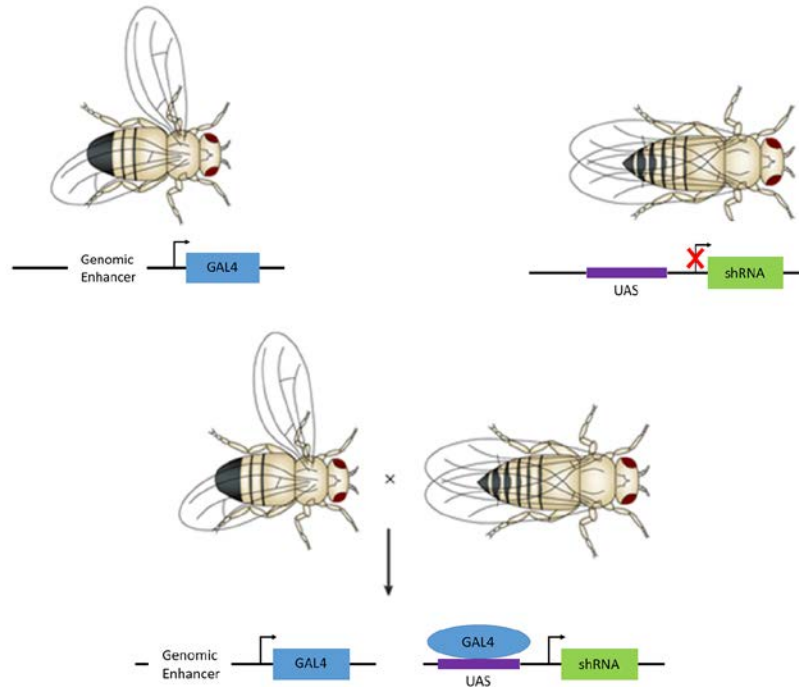 Genomic
Enhancer
GAL4
UAS
shRNA
×
Genomic
Enhancer
GAL4
GAL4
UAS
shRNA